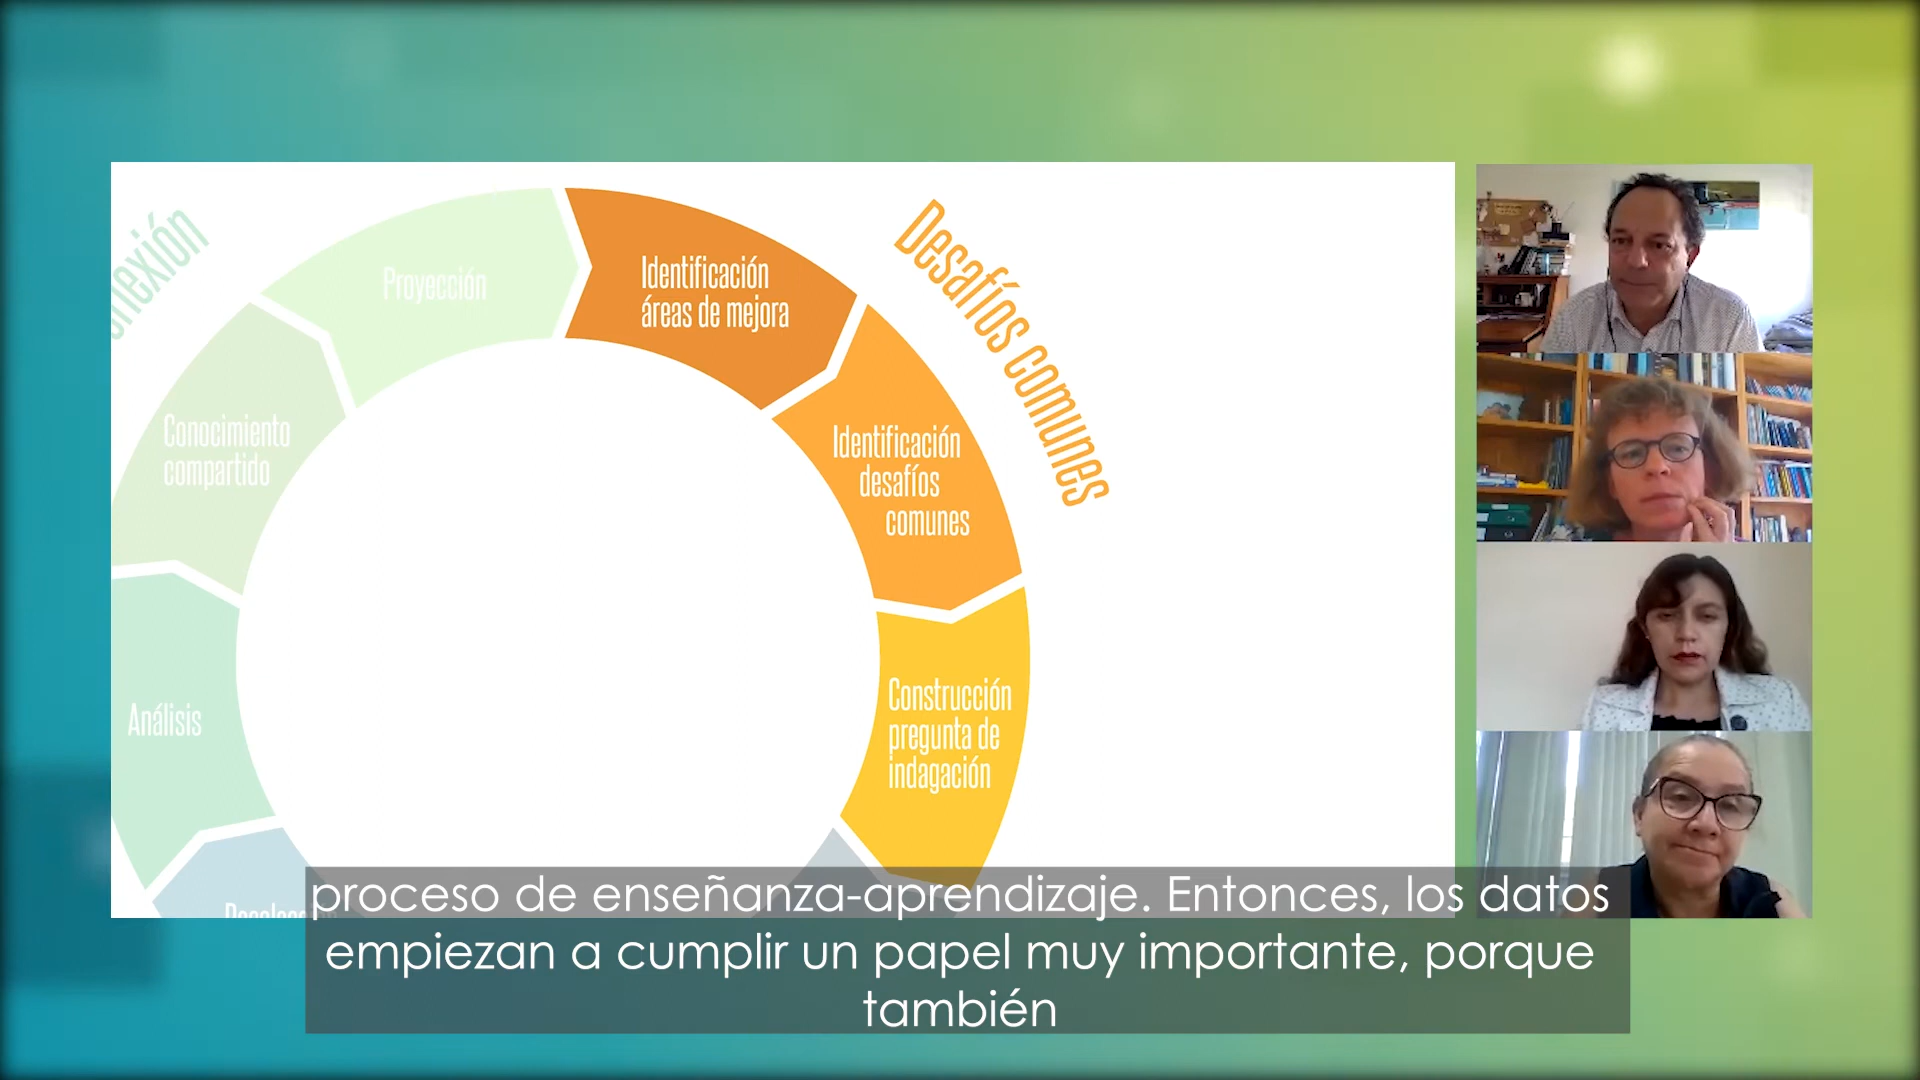 Proyección
Identificación
áreas de mejora
Desafíos comunes
Conocimiento
compartido
Identificación
desafíos
comunes
Análisis
Construcción
pregunta de
indagación
proceso de enseñanza-aprendizaje. Entonces, los datos
empiezan a cumplir un papel muy importante, porque
también